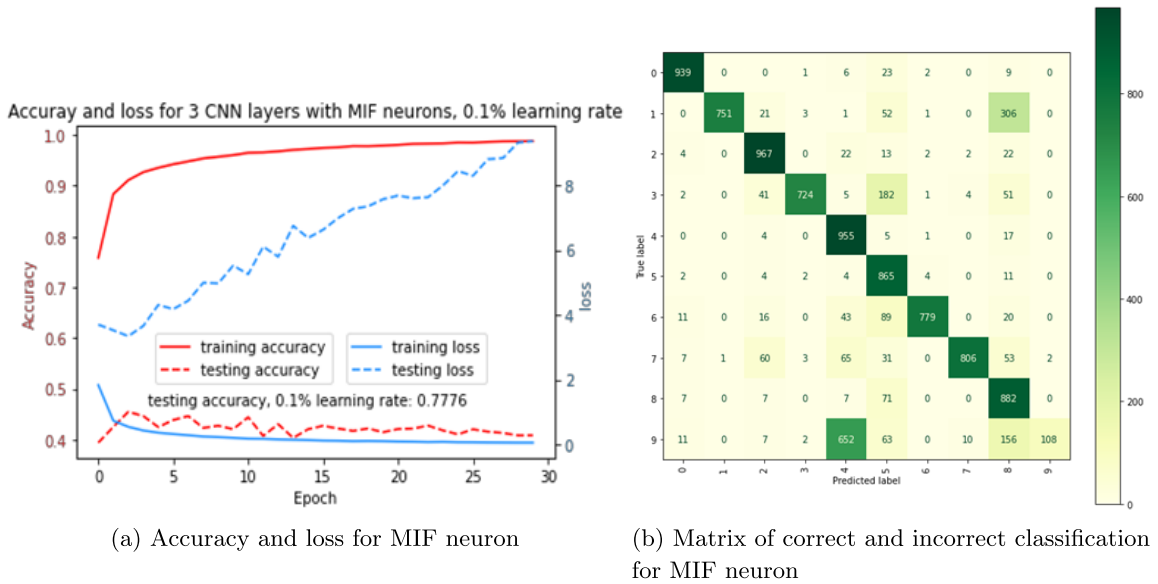 Accuray and loss for 3 CNN layers with MIF neurons, 0.1% learning rate
1.0
0.9
0.8
0.7
0.6
0.5
0.4
Accuracy
8
6
4
2
0
loss
training accuracy
testing accuracy
training loss
testing loss
testing accuracy, 0.1% learning rate: 0.7776
0 5 10 15 20 25 30
Epoch
(a) Accuracy and loss for MIF neuron
True label
0 939 0 0 1 6 23 2 0 9 0
1 0 751 21 3 1 52 1 0 306 0
2 4 0 967 0 22 13 2 2 22 0
3 2 0 41 724 5 182 1 4 51 0
4 0 0 4 0 955 5 1 0 17 0
5 2 0 4 2 4 865 4 0 11 0
6 11 0 16 0 43 89 779 0 20 0
7 7 1 60 3 65 31 0 806 53 2
8 7 0 7 0 7 71 0 0 882 0
9 11 0 7 2 652 63 0 10 156 108
0 1 2 3 4 5 6 7 8 9
Predicted label
800
600
400
200
0
(b) Matrix of correct and incorrect classification
for MIF neuron